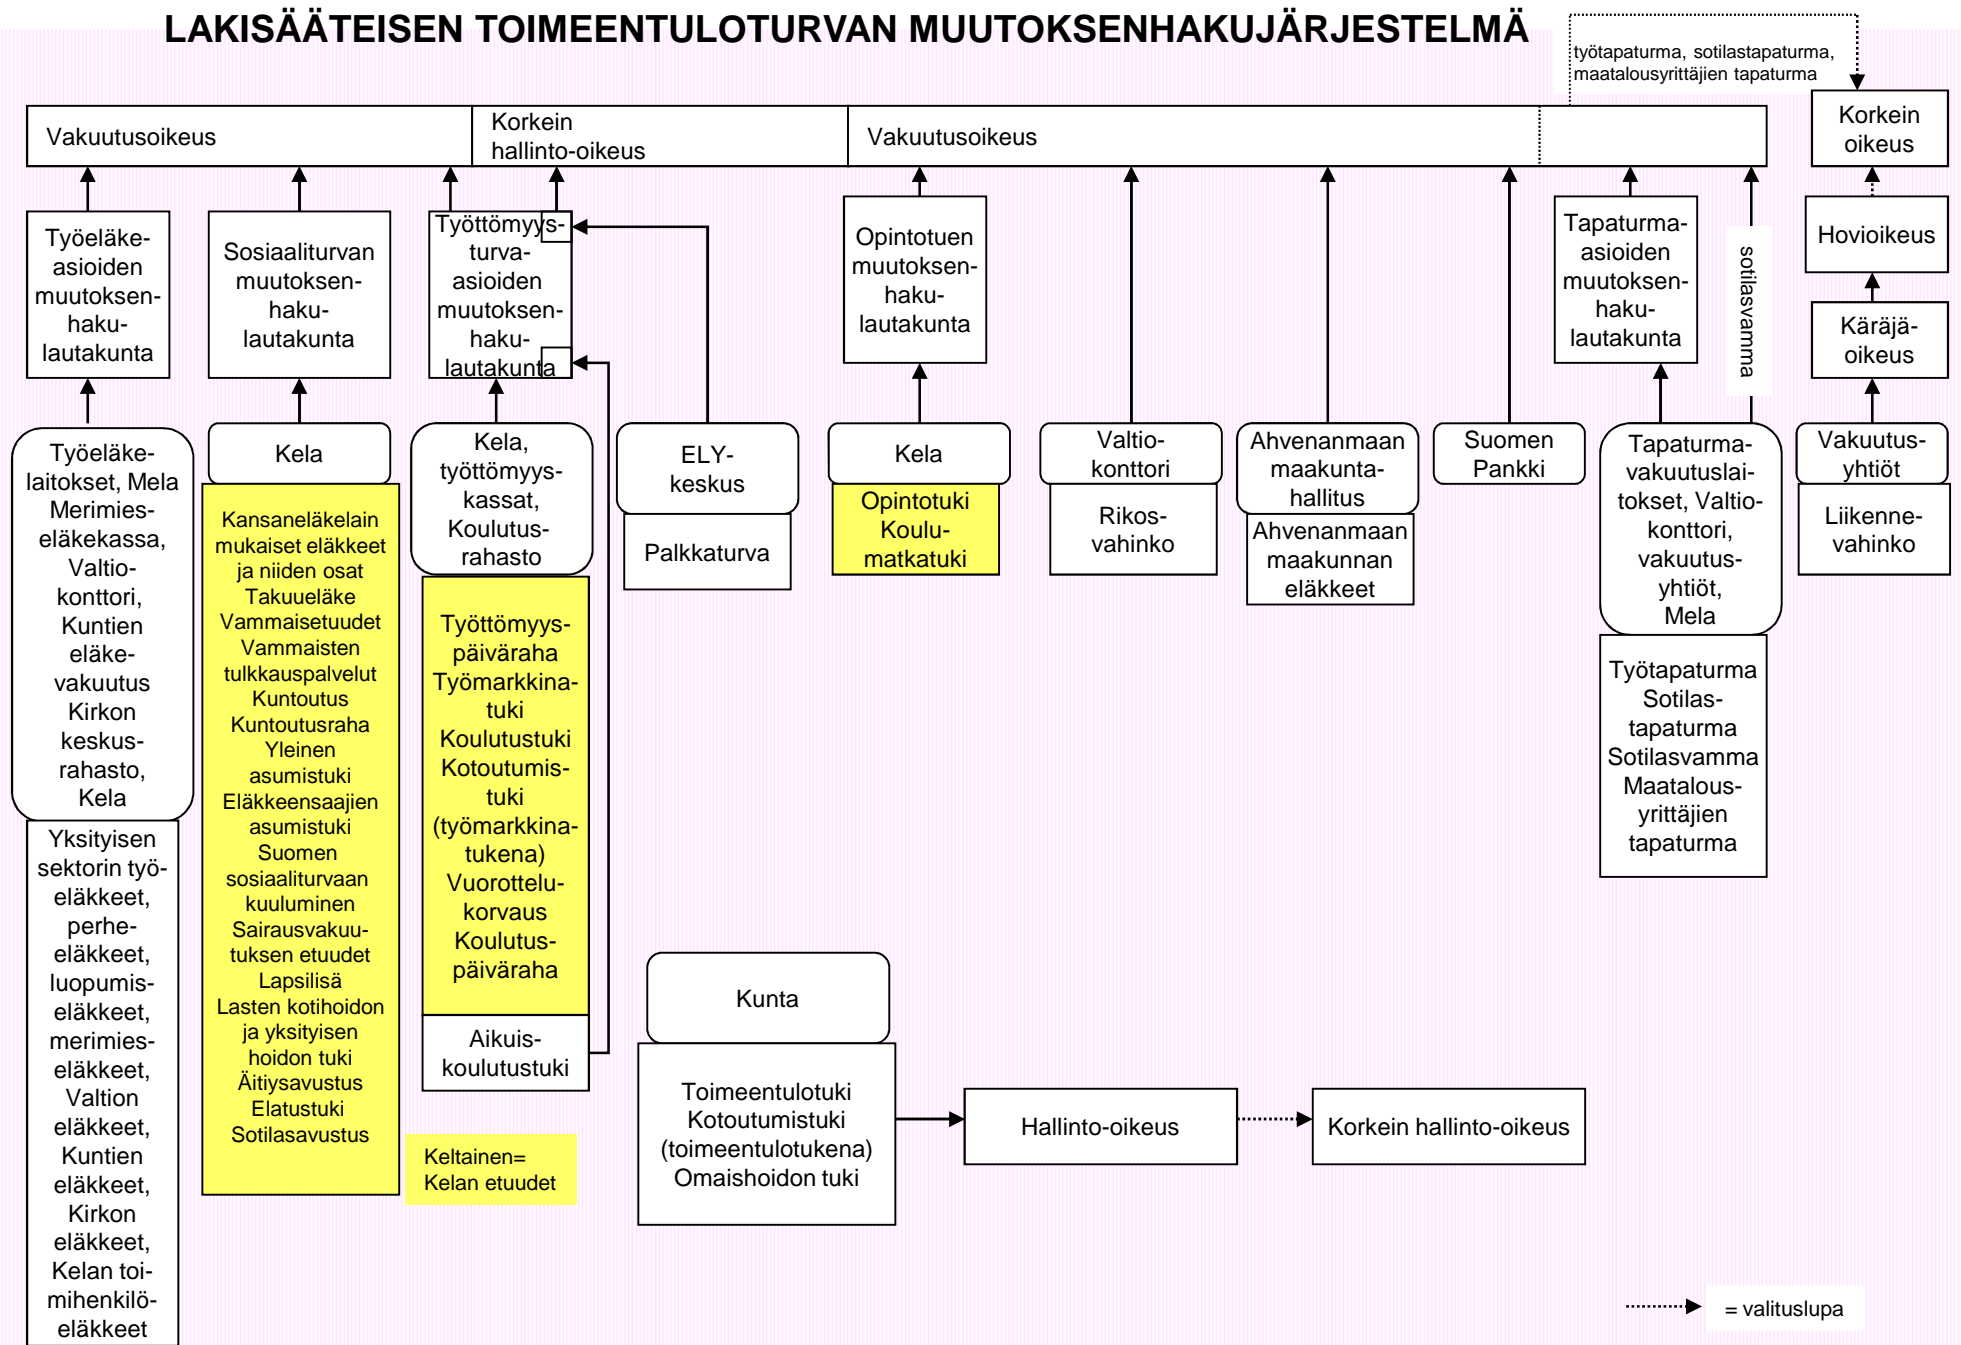 LAKISÄÄTEISEN TOIMEENTULOTURVAN MUUTOKSENHAKUJÄRJESTELMÄ
työtapaturma, sotilastapaturma,
maatalousyrittäjien tapaturma
Vakuutusoikeus
Korkein
hallinto-oikeus
Vakuutusoikeus
Korkein
oikeus
Työeläke-
asioiden
muutoksen-
haku-
lautakunta
Sosiaaliturvan
muutoksen-
haku-
lautakunta
Työttömyys-
turva-
asioiden
muutoksen-
haku-
lautakunta
Opintotuen
muutoksen-
haku-
lautakunta
Tapaturma-
asioiden
muutoksen-
haku-
lautakunta
sotilasvamma
Hovioikeus
Käräjä-
oikeus
Työeläke-
laitokset, Mela
Merimies-
eläkekassa,
Valtio-
konttori,
Kuntien
eläke-
vakuutus
Kirkon
keskus-
rahasto,
Kela
Yksityisen
sektorin työ-
eläkkeet,
perhe-
eläkkeet,
luopumis-
eläkkeet,
merimies-
eläkkeet,
Valtion
eläkkeet,
Kuntien
eläkkeet,
Kirkon
eläkkeet,
Kelan toi-
mihenkilö-
eläkkeet
Kela
Kansaneläkelain
mukaiset eläkkeet
ja niiden osat
Takuueläke
Vammaisetuudet
Vammaisten
tulkkauspalvelut
Kuntoutus
Kuntoutusraha
Yleinen
asumistuki
Eläkkeensaajien
asumistuki
Suomen
sosiaaliturvaan
kuuluminen
Sairausvakuu-
tuksen etuudet
Lapsilisä
Lasten kotihoidon
ja yksityisen
hoidon tuki
Äitiysavustus
Elatustuki
Sotilasavustus
Kela,
työttömyys-
kassat,
Koulutus-
rahasto
Työttömyys-
päiväraha
Työmarkkina-
tuki
Koulutustuki
Kotoutumis-
tuki
(työmarkkina-
tukena)
Vuorottelu-
korvaus
Koulutus-
päiväraha
Aikuis-
koulutustuki
Keltainen=
Kelan etuudet
ELY-
keskus
Palkkaturva
Kela
Opintotuki
Koulu-
matkatuki
Valtio-
konttori
Rikos-
vahinko
Ahvenanmaan
maakunta-
hallitus
Ahvenanmaan
maakunnan
eläkkeet
Suomen
Pankki
Tapaturma-
vakuutuslai-
tokset, Valtio-
konttori,
vakuutus-
yhtiöt,
Mela
Työtapaturma
Sotilas-
tapaturma
Sotilasvamma
Maatalous-
yrittäjien
tapaturma
Vakuutus-
yhtiöt
Liikenne-
vahinko
Kunta
Toimeentulotuki
Kotoutumistuki
(toimeentulotukena)
Omaishoidon tuki
Hallinto-oikeus
Korkein hallinto-oikeus
= valituslupa